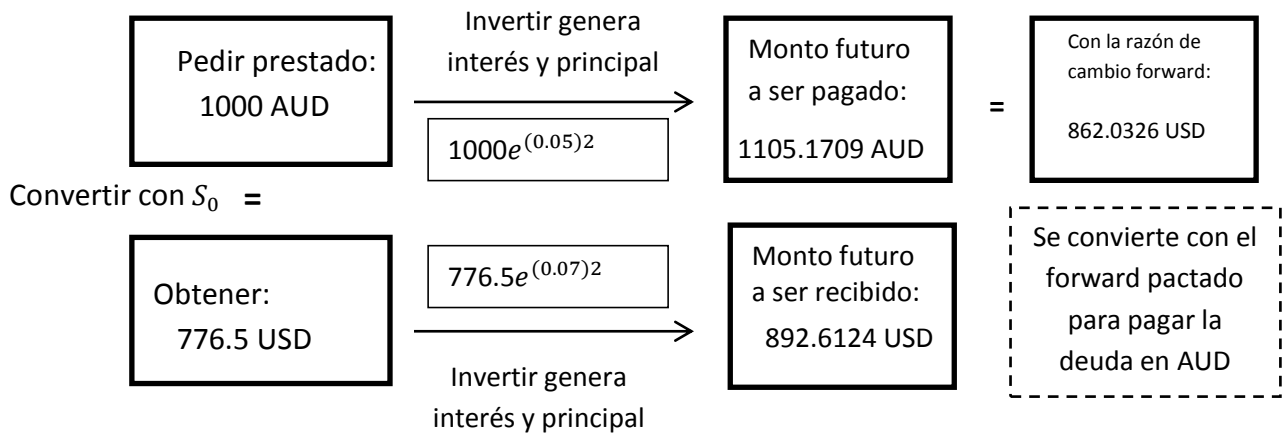 Pedir prestado:
1000 AUD
Invertir genera
interés y principal
1000e^{(0.05)2}
Monto futuro
a ser pagado:
1105.1709 AUD
=
Con la razón de
cambio forward:
862.0326 USD
Convertir con S₀ =
Obtener:
776.5 USD
776.5e^{(0.07)2}
Invertir genera
interés y principal
Monto futuro
a ser recibido:
892.6124 USD
Se convierte con el
forward pactado
para pagar la
deuda en AUD